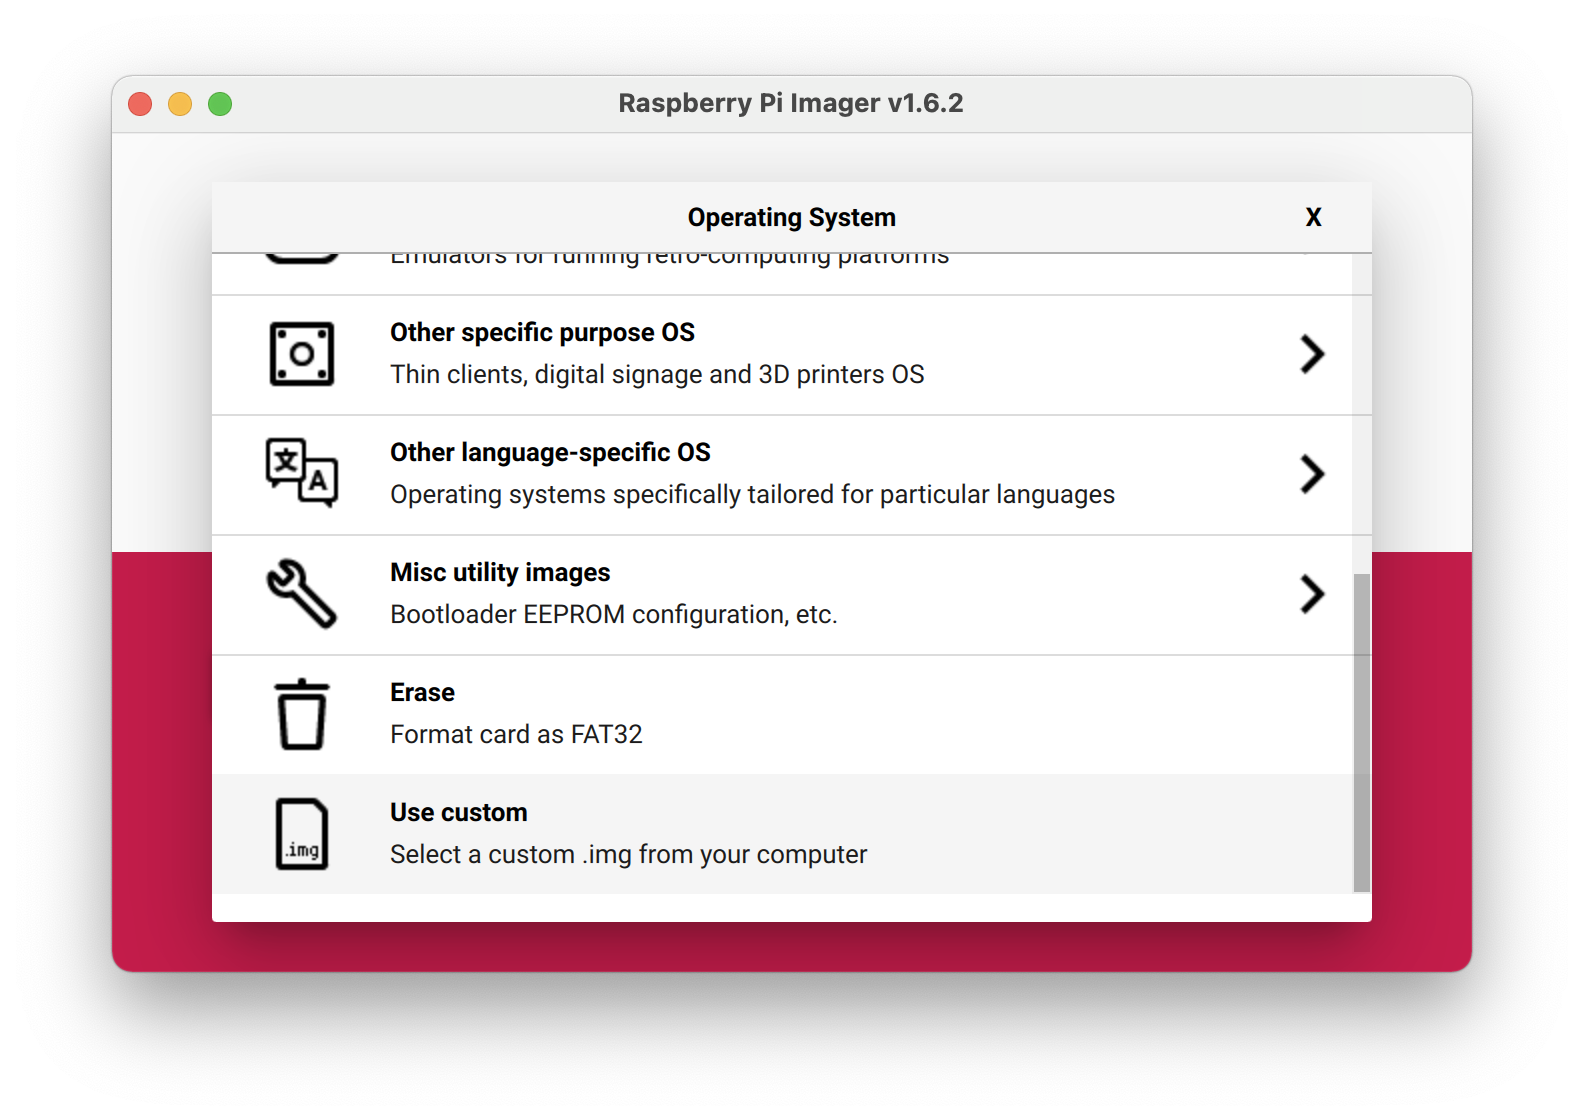 Raspberry Pi Imager v1.6.2
Operating System X
Emulators for running retro-computing platforms
Other specific purpose OS
Thin clients, digital signage and 3D printers OS
Other language-specific OS
文
A
Operating systems specifically tailored for particular languages
Misc utility images
Bootloader EEPROM configuration, etc.
Erase
Format card as FAT32
Use custom
.img
Select a custom .img from your computer